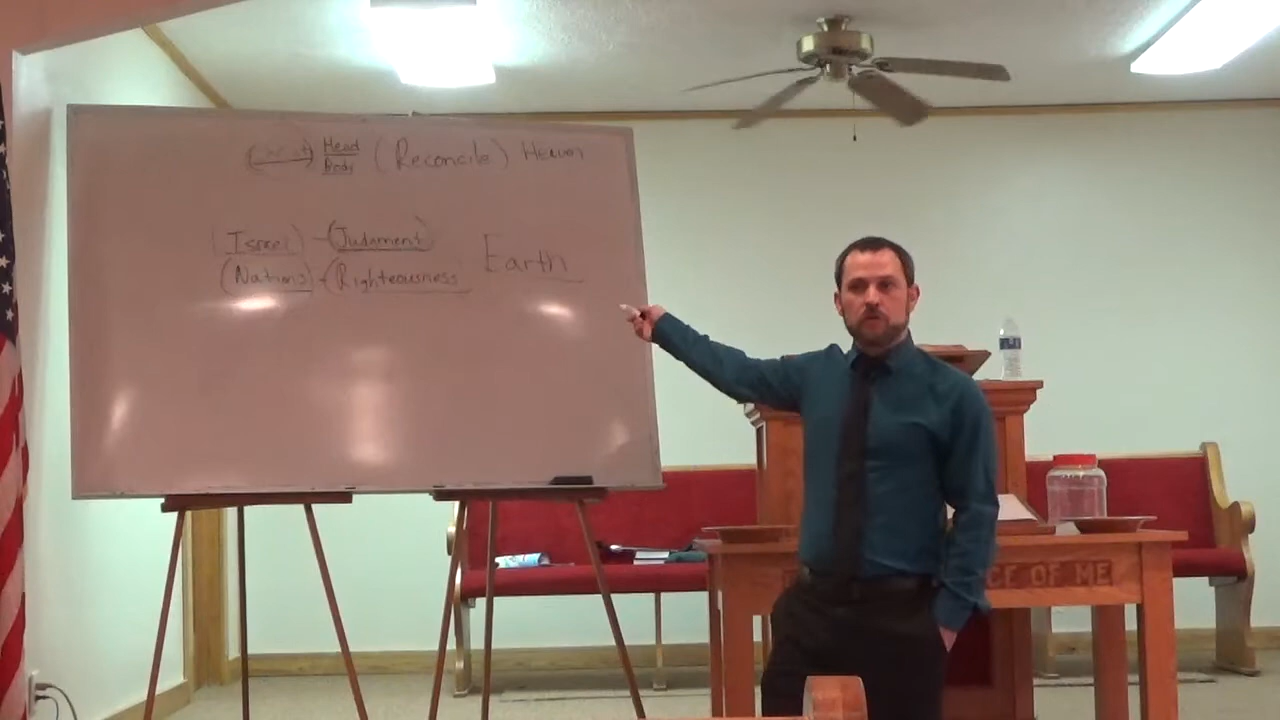 Head
Body (Reconcile) Heaven
(Israel) - (Judgment)
(Nations) - (Righteousness
Earth
CE OF ME